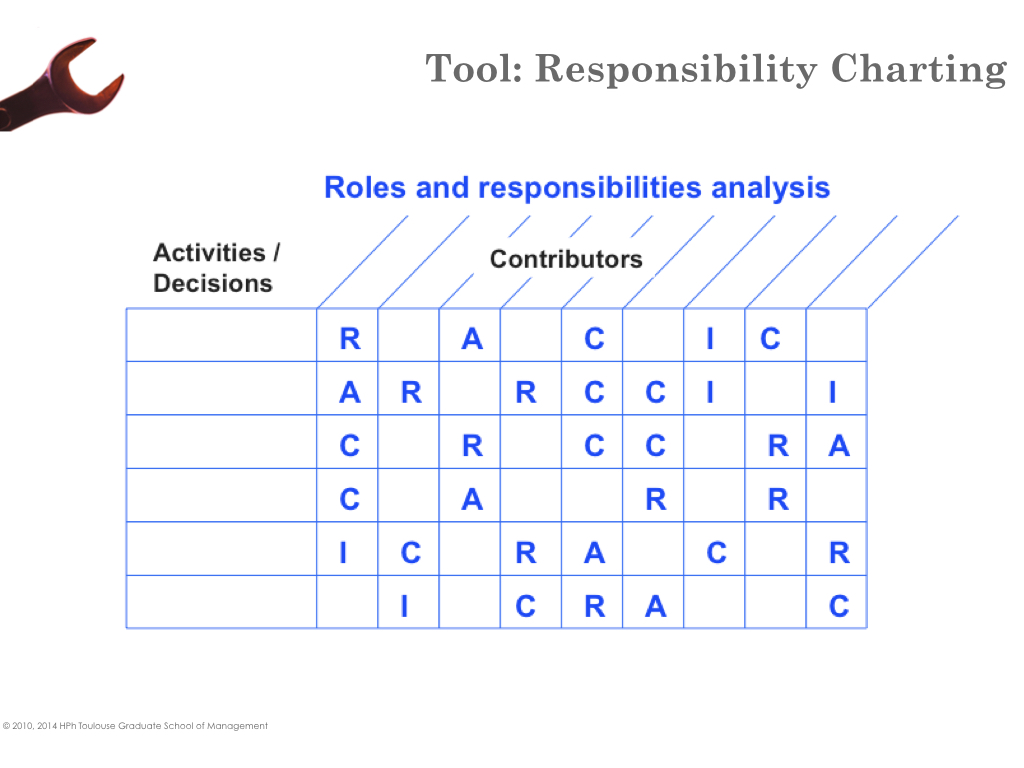 Tool: Responsibility Charting
Roles and responsibilities analysis
Activities /
Decisions
Contributors
R A C I C
A R R C C I I
C R C C R A
C A R R
I C R A C R
I C R A C
© 2010, 2014 HPh Toulouse Graduate School of Management